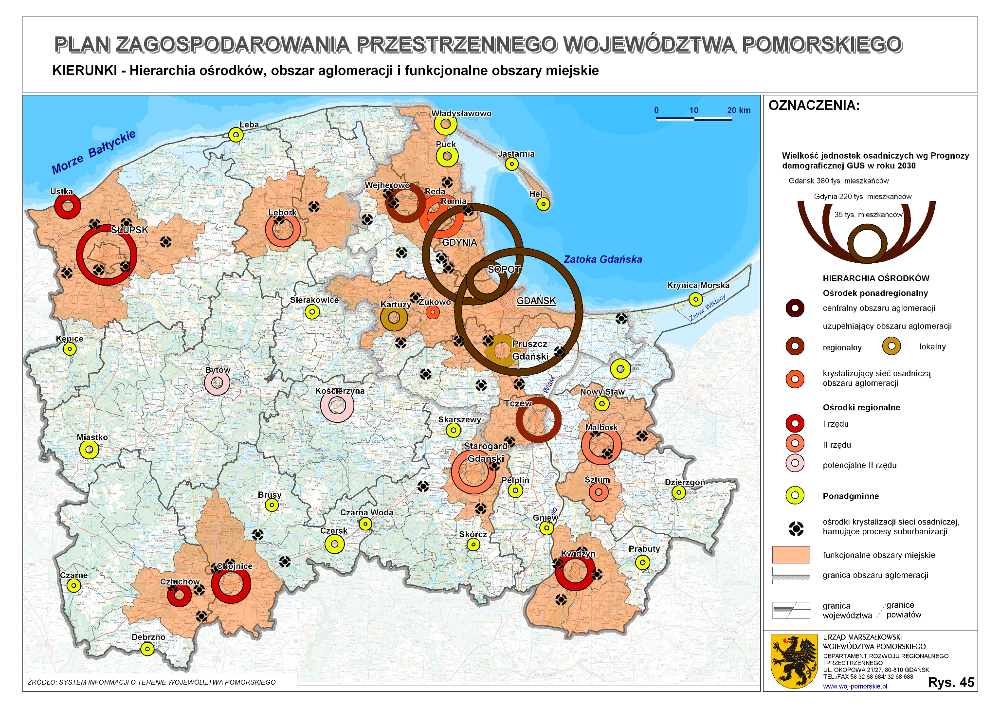 PLAN ZAGOSPODAROWANIA PRZESTRZENNEGO WOJEWÓDZTWA POMORSKIEGO
KIERUNKI - Hierarchia ośrodków, obszar aglomeracji i funkcjonalne obszary miejskie
0 10 20 km
Morze Bałtyckie
Łeba
Władysławowo
Puck
Jastarnia
Hel
Ustka
Wejherowo
Reda
Rumia
Lębork
SŁUPSK
GDYNIA
Zatoka Gdańska
SOPOT
Krynica Morska
Zalew Wiślany
Sierakowice
Kartuzy
Żukowo
GDAŃSK
Kępice
Pruszcz
Gdański
Bytów
Kościerzyna
Wisła
Nowy Staw
Tczew
Skarszewy
Malbork
Miastko
Starogard
Gdański
Pelplin
Sztum
Dzierzgoń
Brusy
Czarna Woda
Gniew
Czersk
Skórcz
Kwidzyn
Prabuty
Chojnice
Czarne
Człuchów
Debrzno
ŹRÓDŁO: SYSTEM INFORMACJI O TERENIE WOJEWÓDZTWA POMORSKIEGO
OZNACZENIA:
Wielkość jednostek osadniczych wg Prognozy
demograficznej GUS w roku 2030
Gdańsk 380 tys. mieszkańców
Gdynia 220 tys. mieszkańców
35 tys. mieszkańców
HIERARCHIA OŚRODKÓW
Ośrodek ponadregionalny
centralny obszaru aglomeracji
uzupełniający obszaru aglomeracji
regionalny lokalny
krystalizujący sieć osadniczą
obszaru aglomeracji
Ośrodki regionalne
I rzędu
II rzędu
potencjalne II rzędu
Ponadgminne
ośrodki krystalizacji sieci osadniczej,
hamujące procesy suburbanizacji
funkcjonalne obszary miejskie
granica obszaru aglomeracji
granica
województwa
granice
powiatów
URZĄD MARSZAŁKOWSKI
WOJEWÓDZTWA POMORSKIEGO
DEPARTAMENT ROZWOJU REGIONALNEGO
I PRZESTRZENNEGO
UL. OKOPOWA 21/27, 80-810 GDAŃSK
TEL./FAX 58 32 68 684/ 32 68 688
www.woj-pomorskie.pl
Rys. 45